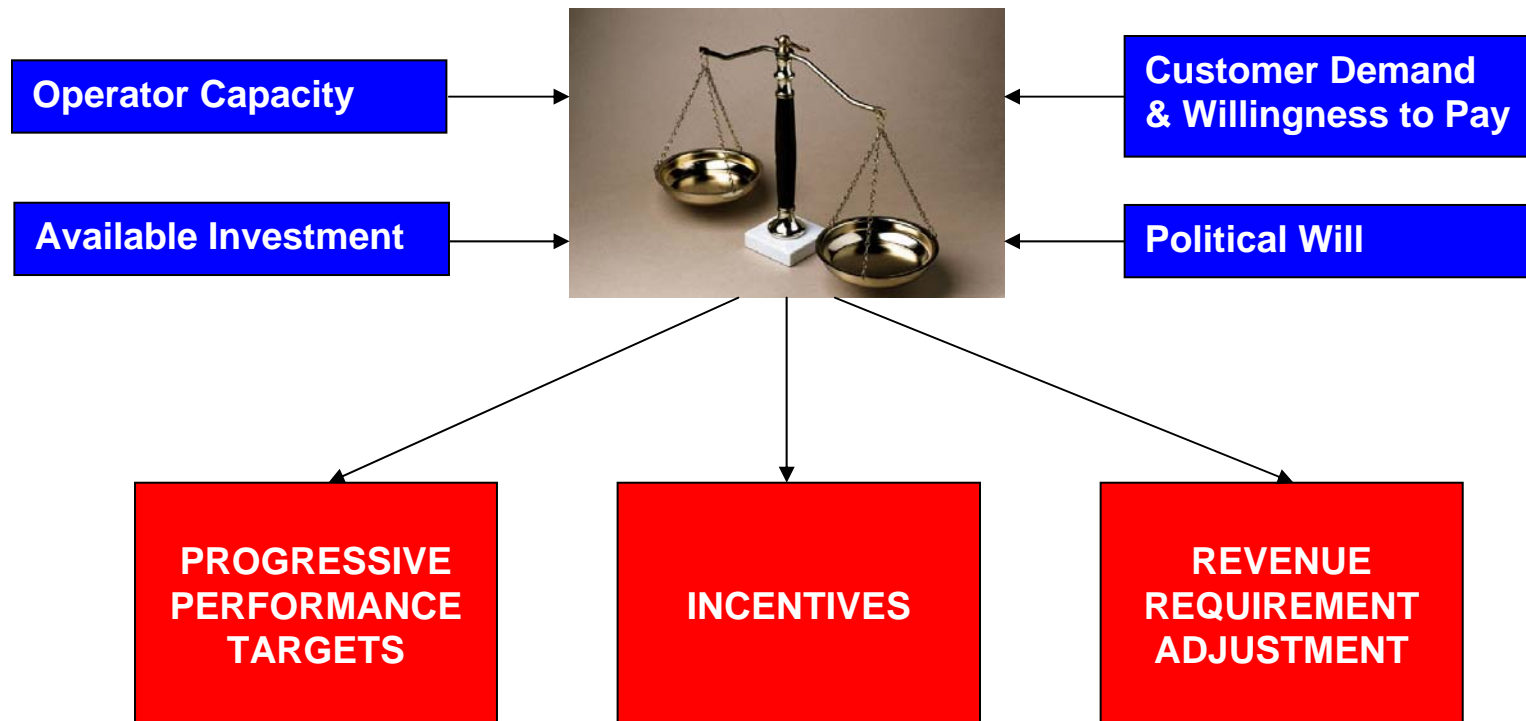 Operator Capacity
Customer Demand
& Willingness to Pay
Available Investment
Political Will
PROGRESSIVE
PERFORMANCE
TARGETS
INCENTIVES
REVENUE
REQUIREMENT
ADJUSTMENT